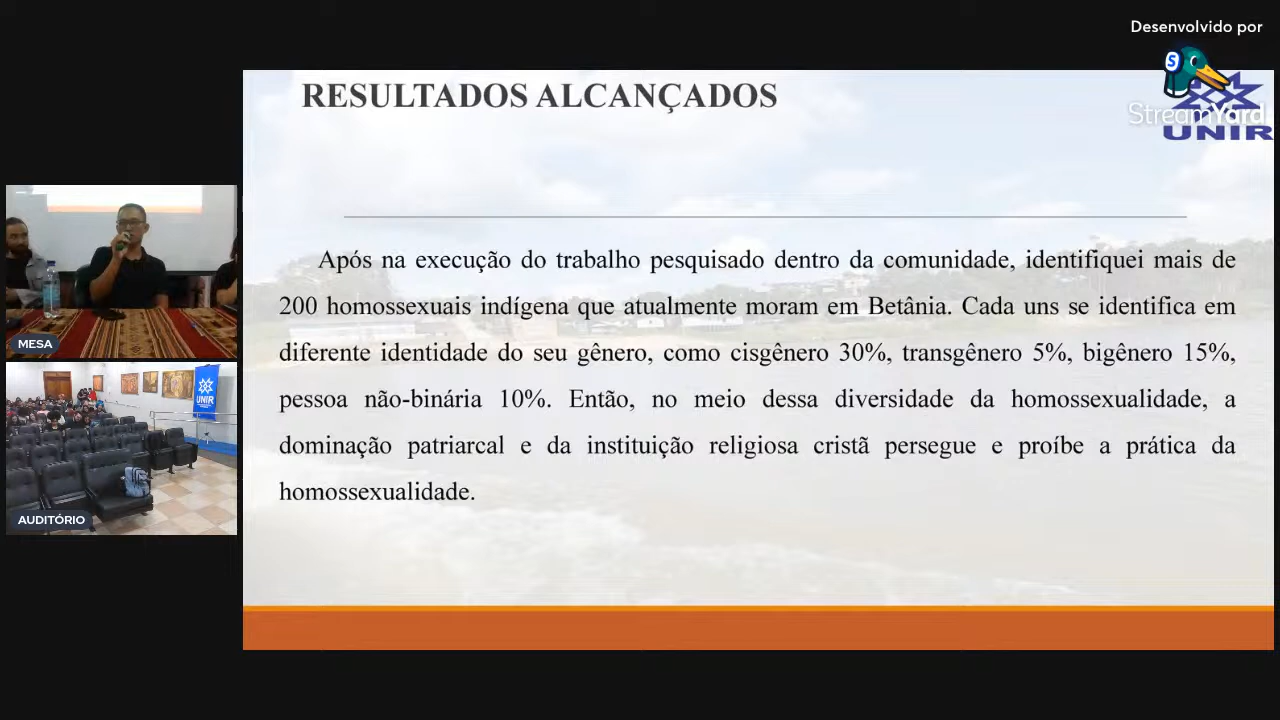 Desenvolvido por
StreamYard
UNIR
RESULTADOS ALCANÇADOS
Após na execução do trabalho pesquisado dentro da comunidade, identifiquei mais de
200 homossexuais indígena que atualmente moram em Betânia. Cada uns se identifica em
diferente identidade do seu gênero, como cisgênero 30%, transgênero 5%, bigênero 15%,
pessoa não-binária 10%. Então, no meio dessa diversidade da homossexualidade, a
dominação patriarcal e da instituição religiosa cristã persegue e proíbe a prática da
homossexualidade.
MESA
UNIR
AUDITÓRIO